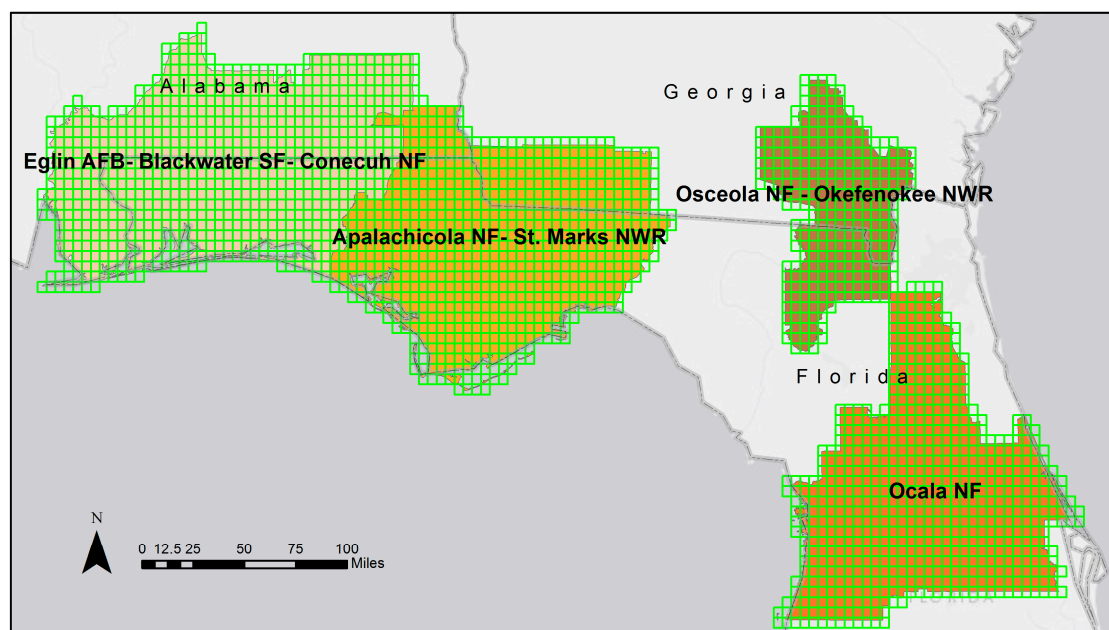 Alabama
Georgia
Eglin AFB- Blackwater SF- Conecuh NF
Osceola NF - Okefenokee NWR
Apalachicola NF- St. Marks NWR
Florida
Ocala NF
N
0 12.5 25 50 75 100
Miles
FLORIDA